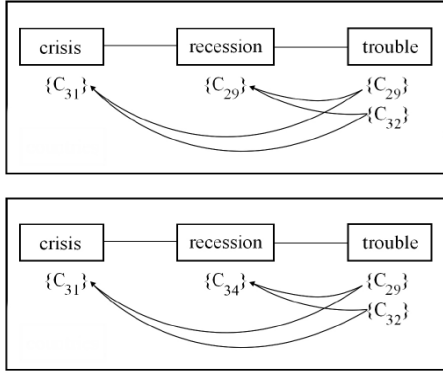 crisis recession trouble
{C31} {C29} {C29}
{C32}
crisis recession trouble
{C31} {C34} {C29}
{C32}